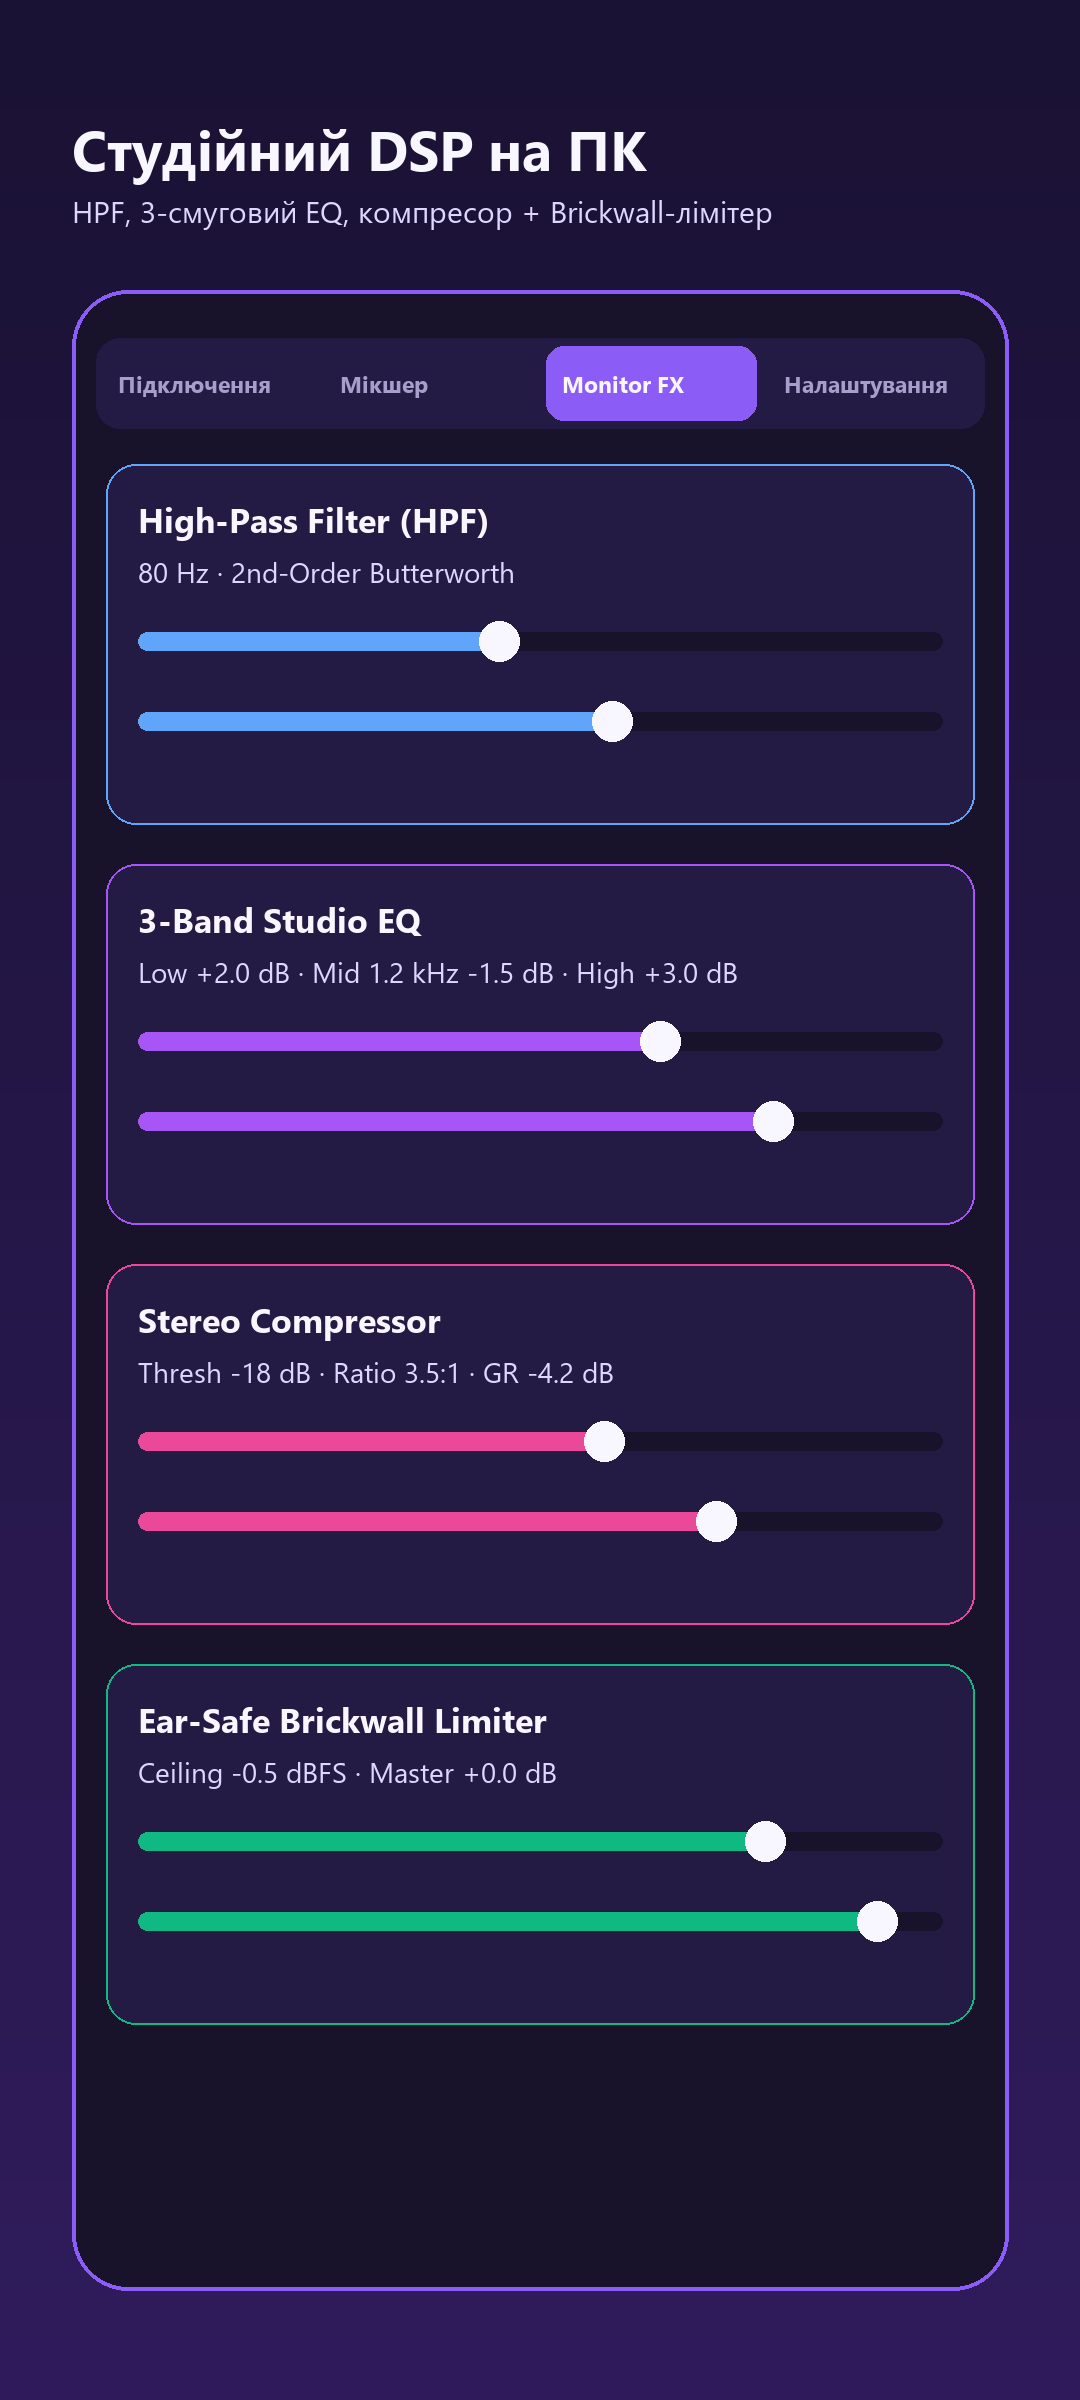 Студійний DSP на ПК
HPF, 3-смуговий EQ, компресор + Brickwall-лімітер
Підключення Мікшер Monitor FX Налаштування
High-Pass Filter (HPF)
80 Hz · 2nd-Order Butterworth
3-Band Studio EQ
Low +2.0 dB · Mid 1.2 kHz -1.5 dB · High +3.0 dB
Stereo Compressor
Thresh -18 dB · Ratio 3.5:1 · GR -4.2 dB
Ear-Safe Brickwall Limiter
Ceiling -0.5 dBFS · Master +0.0 dB